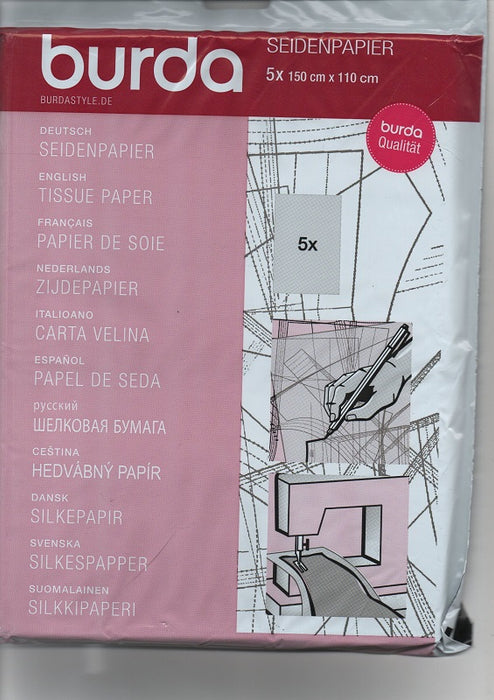 burda
BURDASTYLE.DE
SEIDENPAPIER
5x 150 cm x 110 cm
burda
Qualität
DEUTSCH
SEIDENPAPIER
ENGLISH
TISSUE PAPER
FRANÇAIS
PAPIER DE SOIE
NEDERLANDS
ZIJDEPAPIER
ITALIOANO
CARTA VELINA
ESPAÑOL
PAPEL DE SEDA
русский
ШЕЛКОВАЯ БУМАГА
CEŠTINA
HEDVÁBNÝ PAPÍR
DANSK
SILKEPAPIR
SVENSKA
SILKESPAPPER
SUOMALAINEN
SILKKIPAPERI
5x